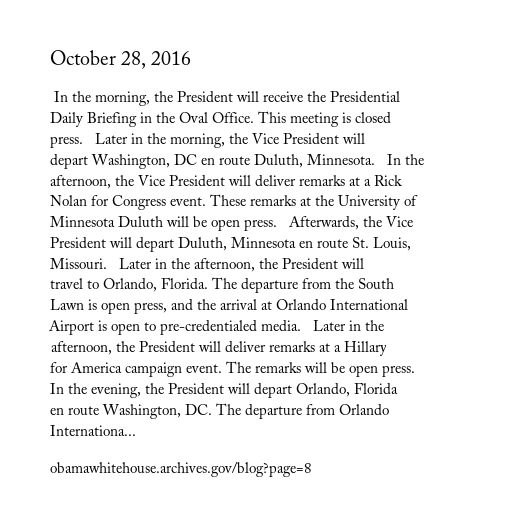 October 28, 2016
In the morning, the President will receive the Presidential
Daily Briefing in the Oval Office. This meeting is closed
press.   Later in the morning, the Vice President will
depart Washington, DC en route Duluth, Minnesota.   In the
afternoon, the Vice President will deliver remarks at a Rick
Nolan for Congress event. These remarks at the University of
Minnesota Duluth will be open press.   Afterwards, the Vice
President will depart Duluth, Minnesota en route St. Louis,
Missouri.   Later in the afternoon, the President will
travel to Orlando, Florida. The departure from the South
Lawn is open press, and the arrival at Orlando International
Airport is open to pre-credentialed media.   Later in the
afternoon, the President will deliver remarks at a Hillary
for America campaign event. The remarks will be open press.
In the evening, the President will depart Orlando, Florida
en route Washington, DC. The departure from Orlando
Internationa...
obamawhitehouse.archives.gov/blog?page=8